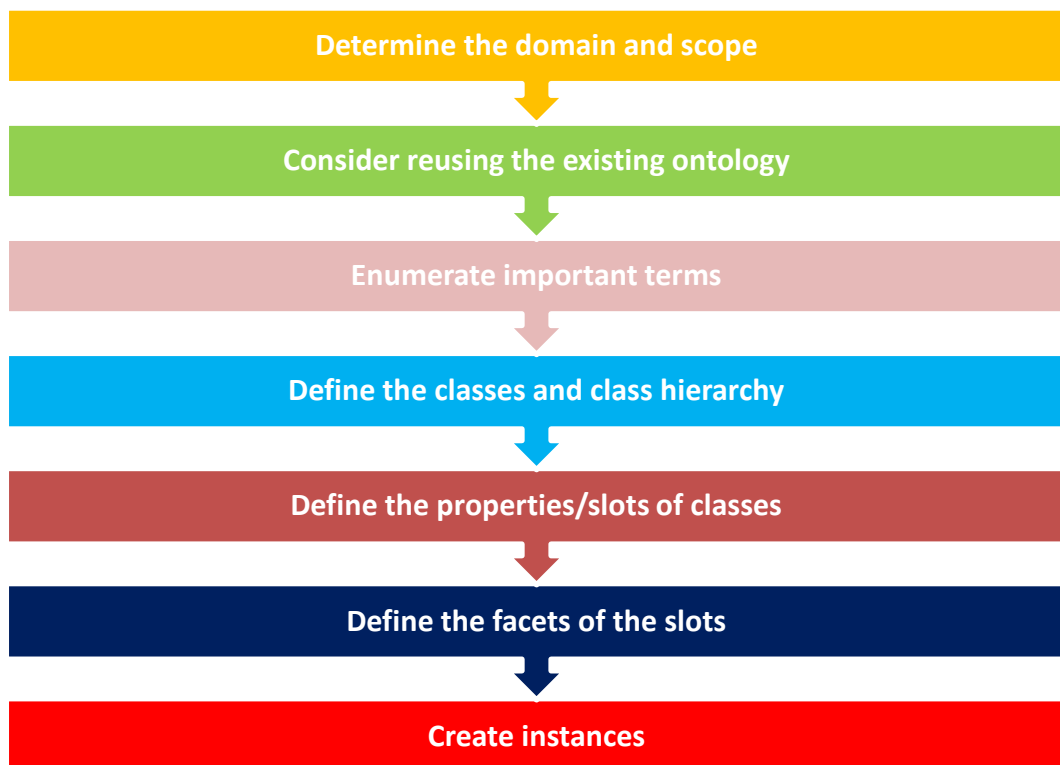 Determine the domain and scope
Consider reusing the existing ontology
Enumerate important terms
Define the classes and class hierarchy
Define the properties/slots of classes
Define the facets of the slots
Create instances